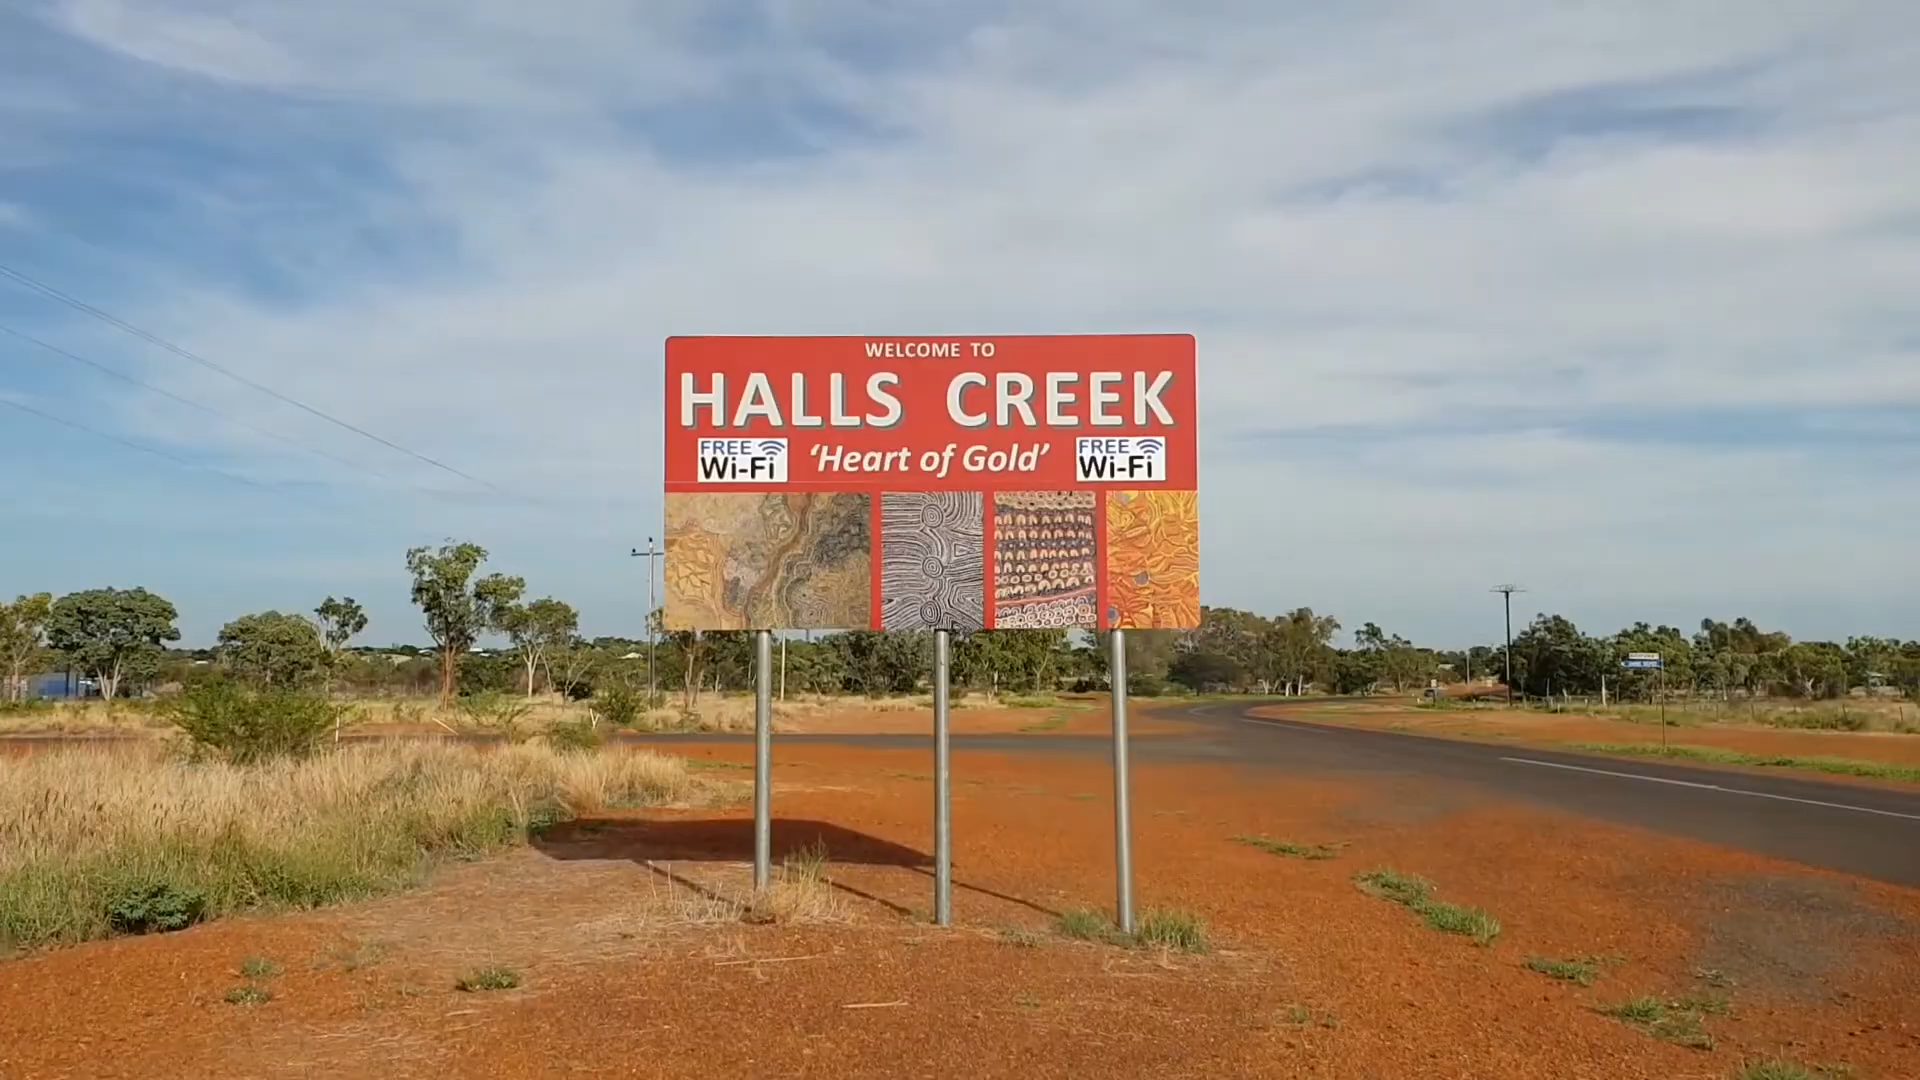 WELCOME TO
HALLS CREEK
FREE
Wi-Fi
'Heart of Gold'
FREE
Wi-Fi